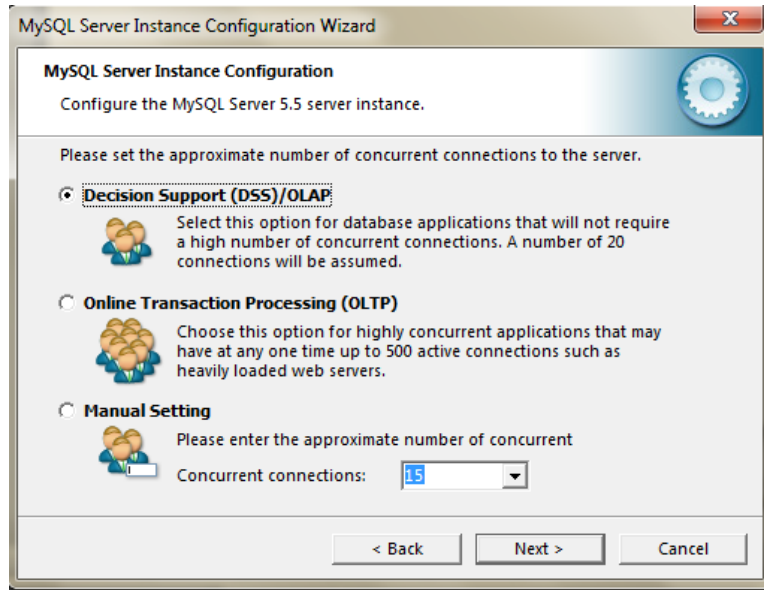 MySQL Server Instance Configuration Wizard
MySQL Server Instance Configuration
Configure the MySQL Server 5.5 server instance.
Please set the approximate number of concurrent connections to the server.
Decision Support (DSS)/OLAP
Select this option for database applications that will not require
a high number of concurrent connections. A number of 20
connections will be assumed.
Online Transaction Processing (OLTP)
Choose this option for highly concurrent applications that may
have at any one time up to 500 active connections such as
heavily loaded web servers.
Manual Setting
Please enter the approximate number of concurrent
Concurrent connections: 15
< Back Next > Cancel